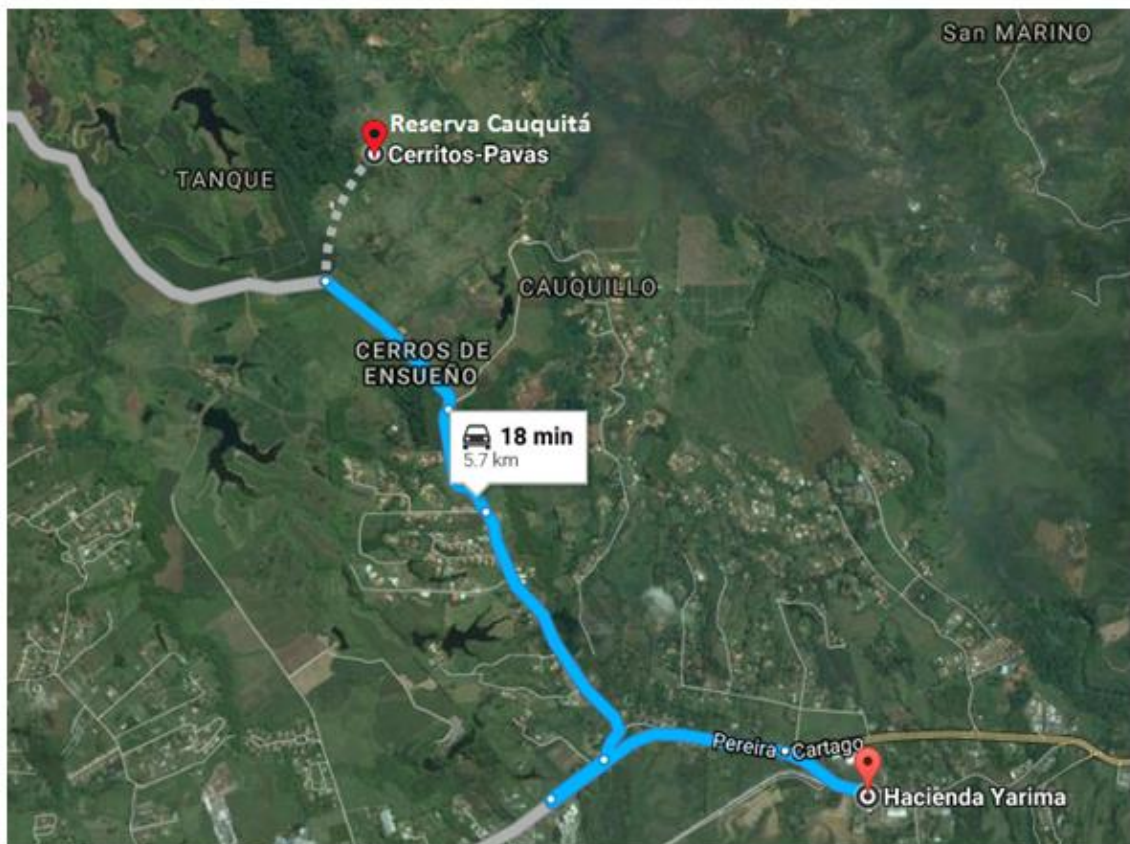 San MARINO
Reserva Cauquitá
Cerritos-Pavas
TANQUE
CAUQUILLO
CERROS DE
ENSUEÑO
18 min
5.7 km
Pereira - Cartago
Hacienda Yarima